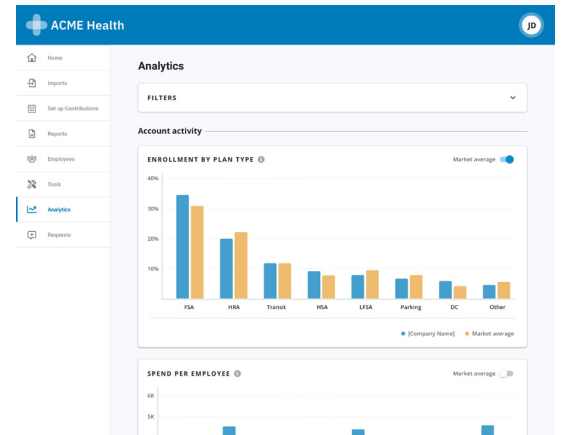 ACME Health
JD
Home
Imports
Set up Contributions
Reports
Employees
Tools
Analytics
Requests
Analytics
FILTERS
Account activity
ENROLLMENT BY PLAN TYPE
Market average
40%
30%
20%
10%
FSA HRA Transit HSA LFSA Parking DC Other
[Company Name] Market average
SPEND PER EMPLOYEE
Market average
6K
5K